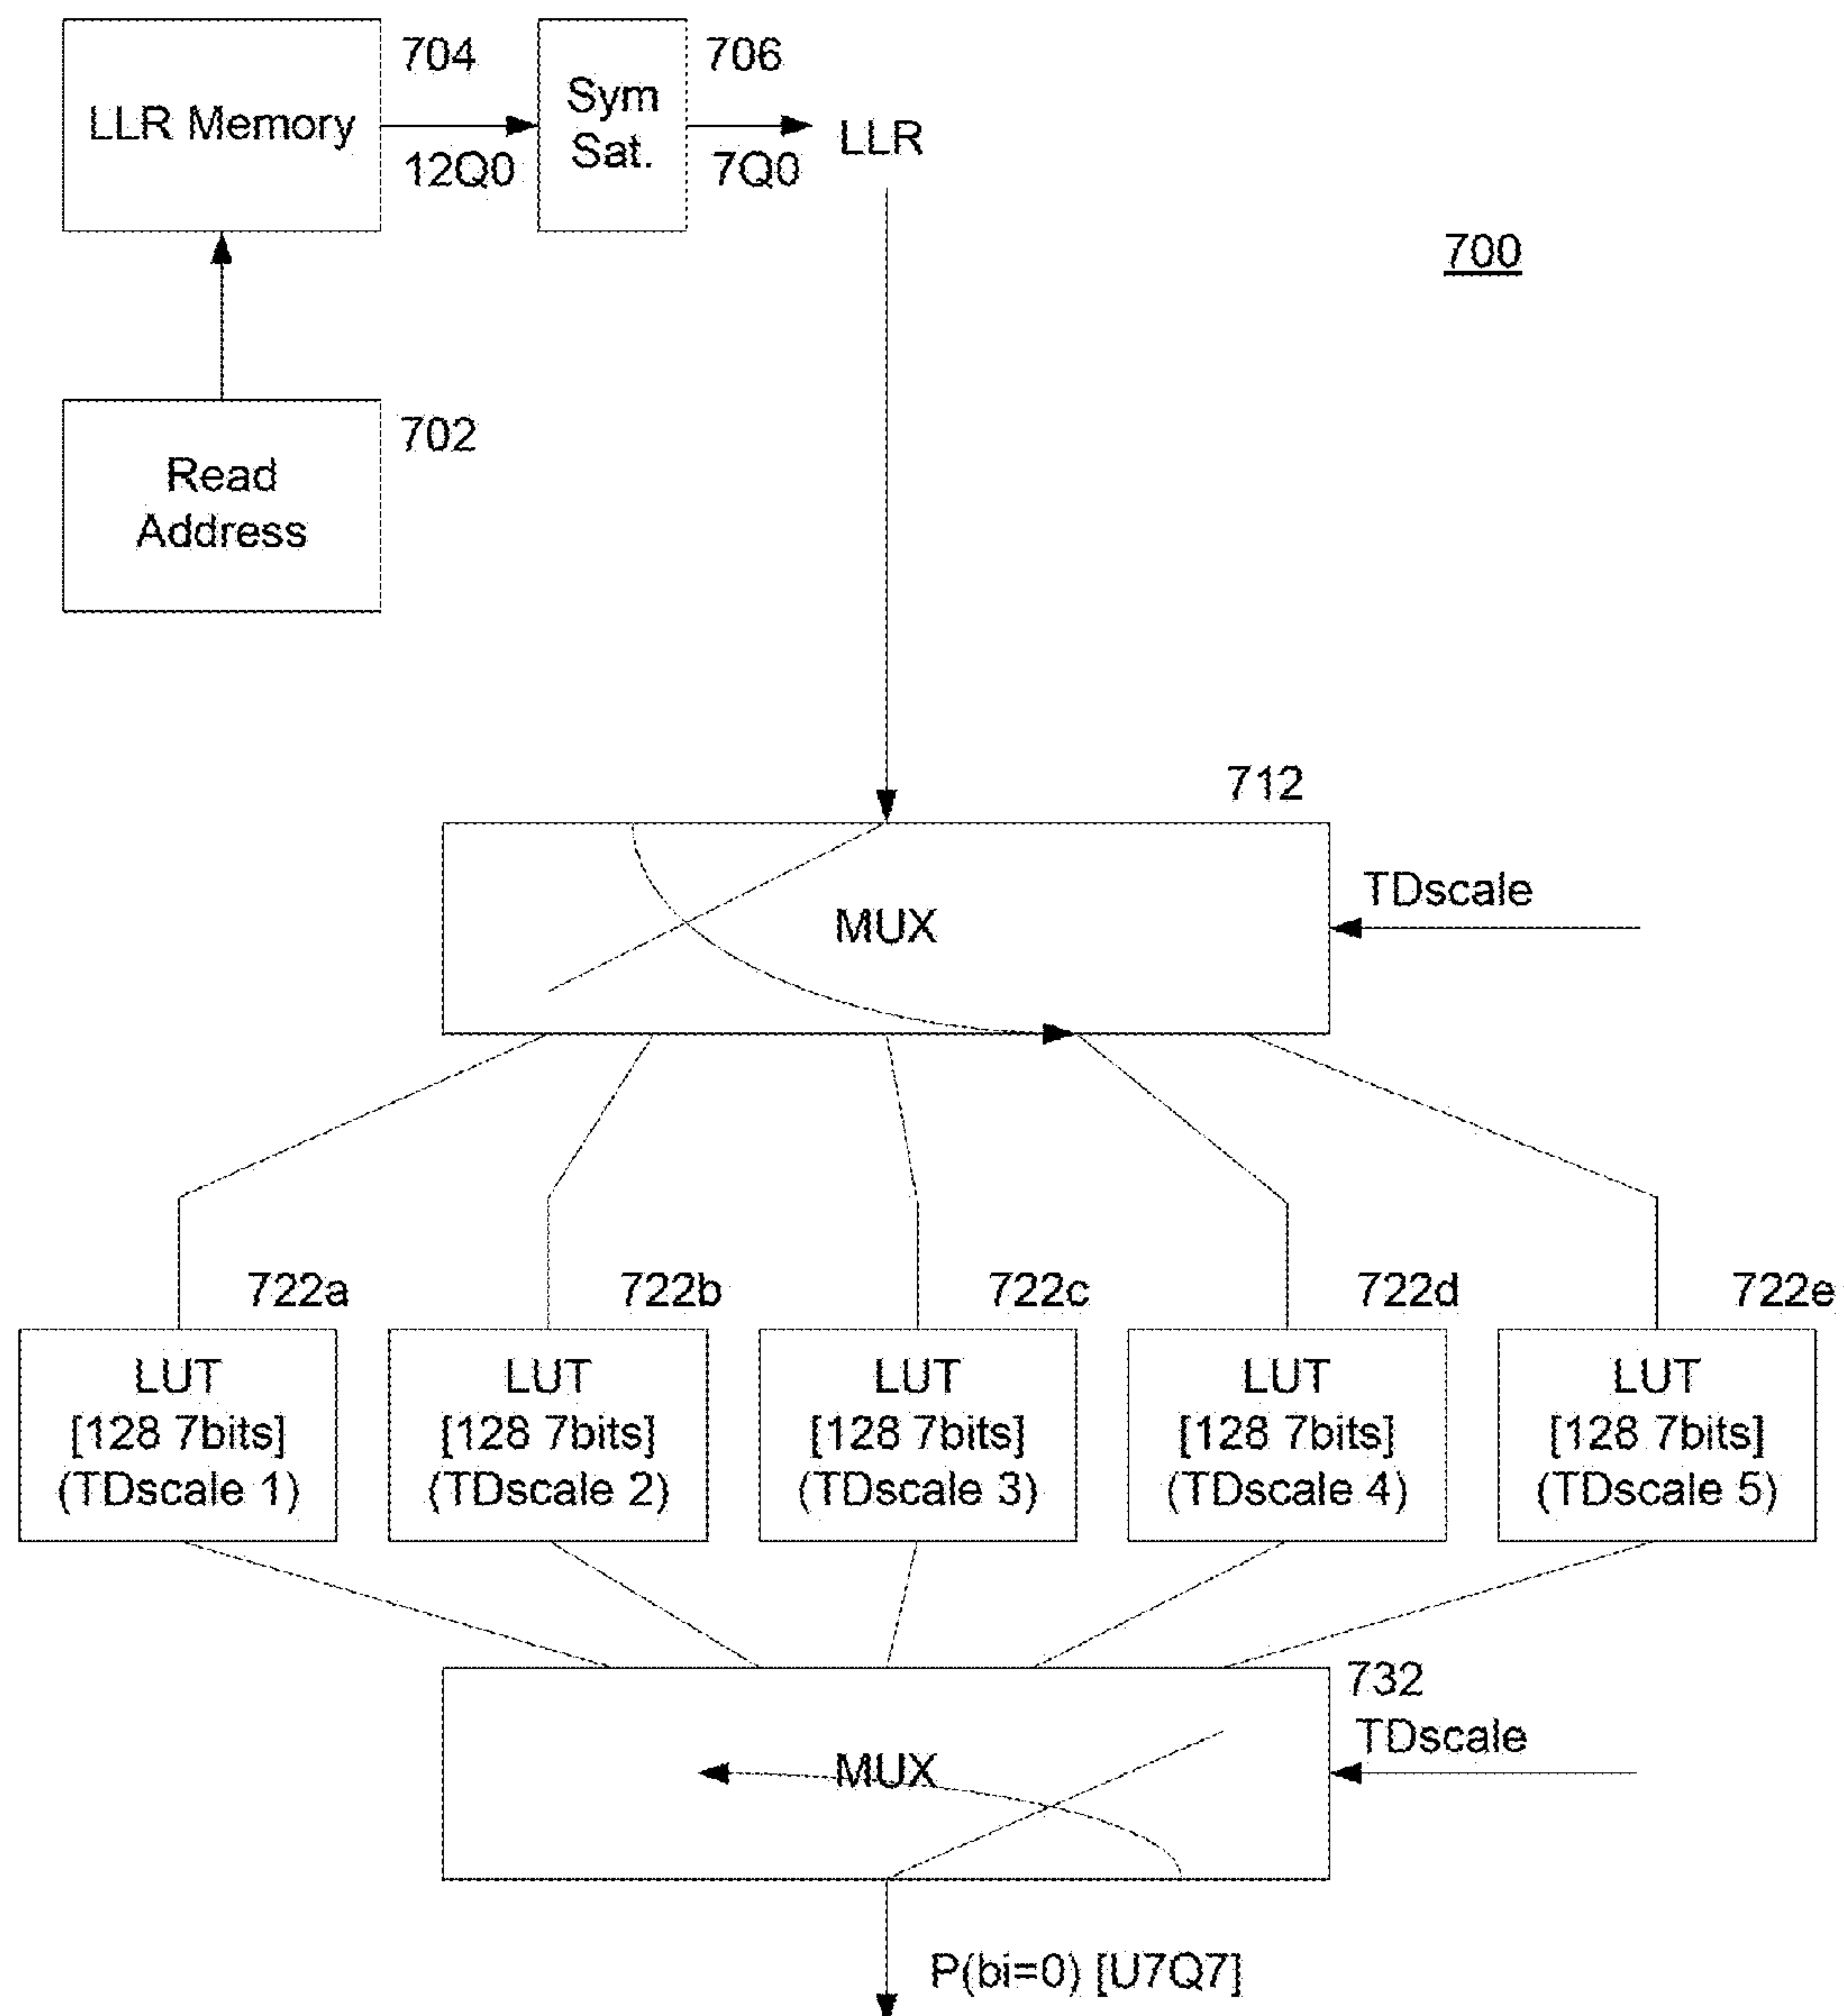 704
706
LLR Memory
Sym
Sat.
LLR
12Q0
7Q0
700
702
Read
Address
712
MUX
TDscale
722a
722b
722c
722d
722e
LUT
[128 7bits]
(TDscale 1)
LUT
[128 7bits]
(TDscale 2)
LUT
[128 7bits]
(TDscale 3)
LUT
[128 7bits]
(TDscale 4)
LUT
[128 7bits]
(TDscale 5)
732
TDscale
MUX
P(bi=0) [U7Q7]